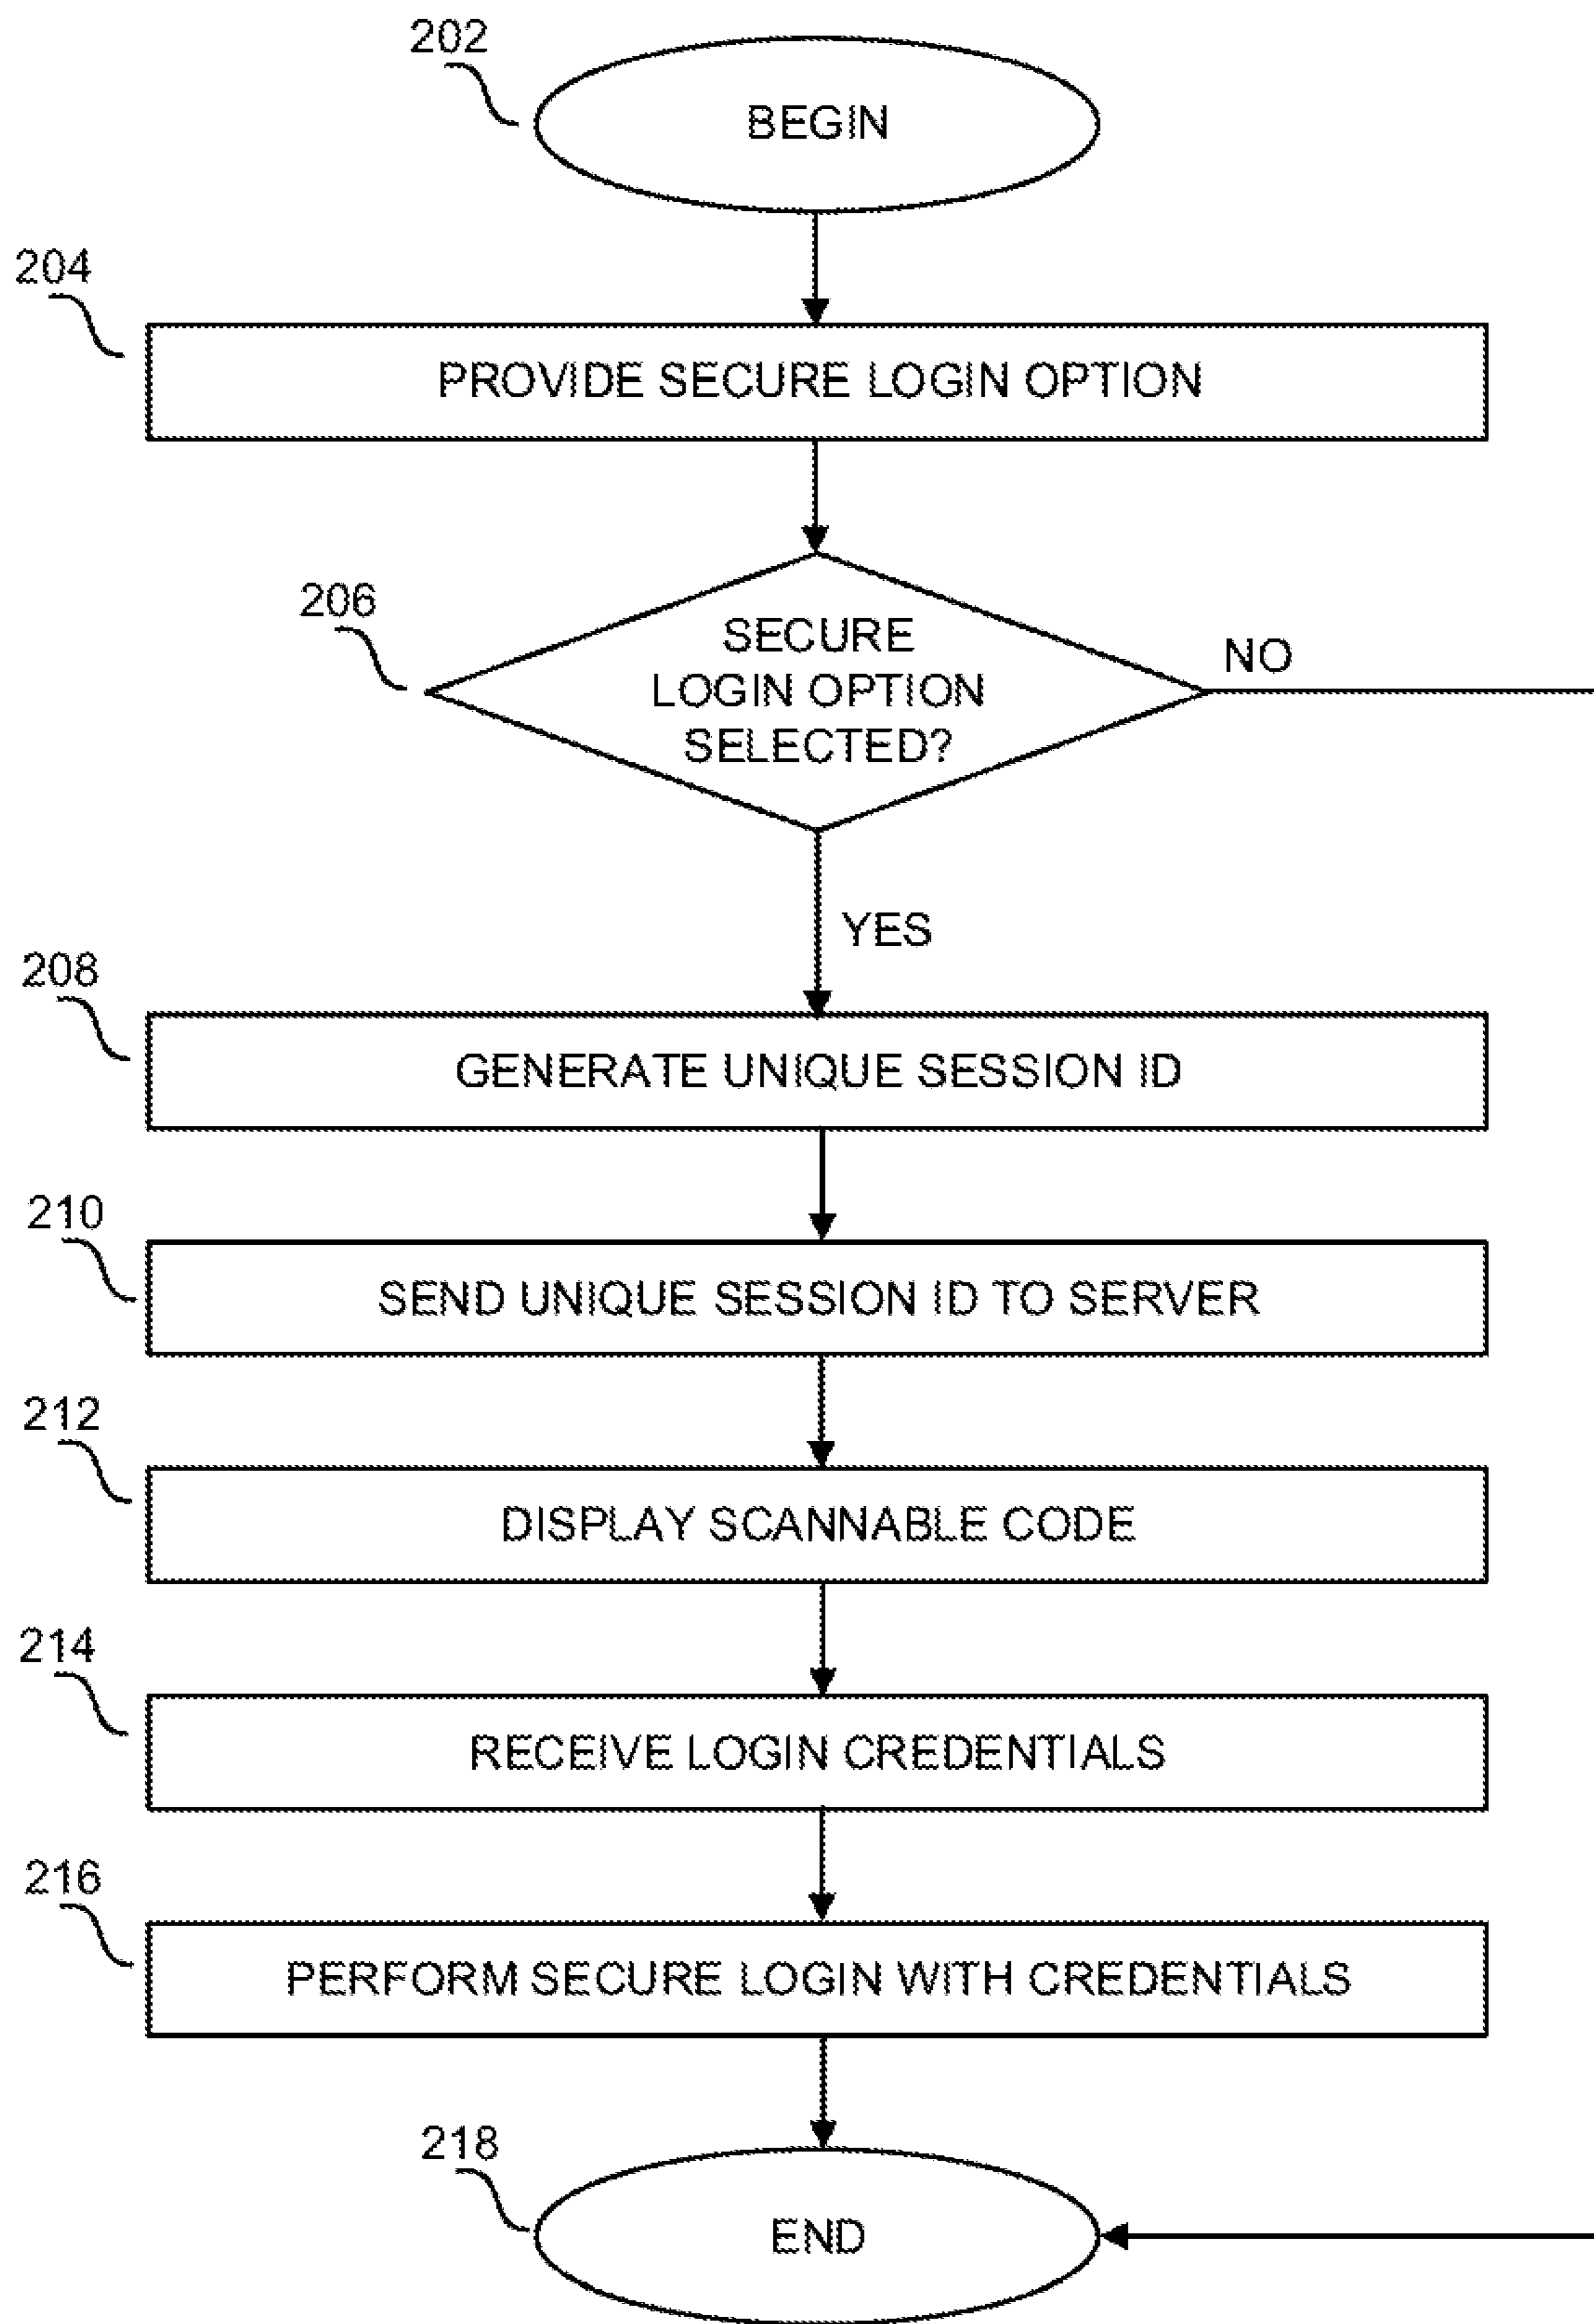 202
BEGIN
204
PROVIDE SECURE LOGIN OPTION
206
SECURE
LOGIN OPTION
SELECTED?
NO
YES
208
GENERATE UNIQUE SESSION ID
210
SEND UNIQUE SESSION ID TO SERVER
212
DISPLAY SCANNABLE CODE
214
RECEIVE LOGIN CREDENTIALS
216
PERFORM SECURE LOGIN WITH CREDENTIALS
218
END